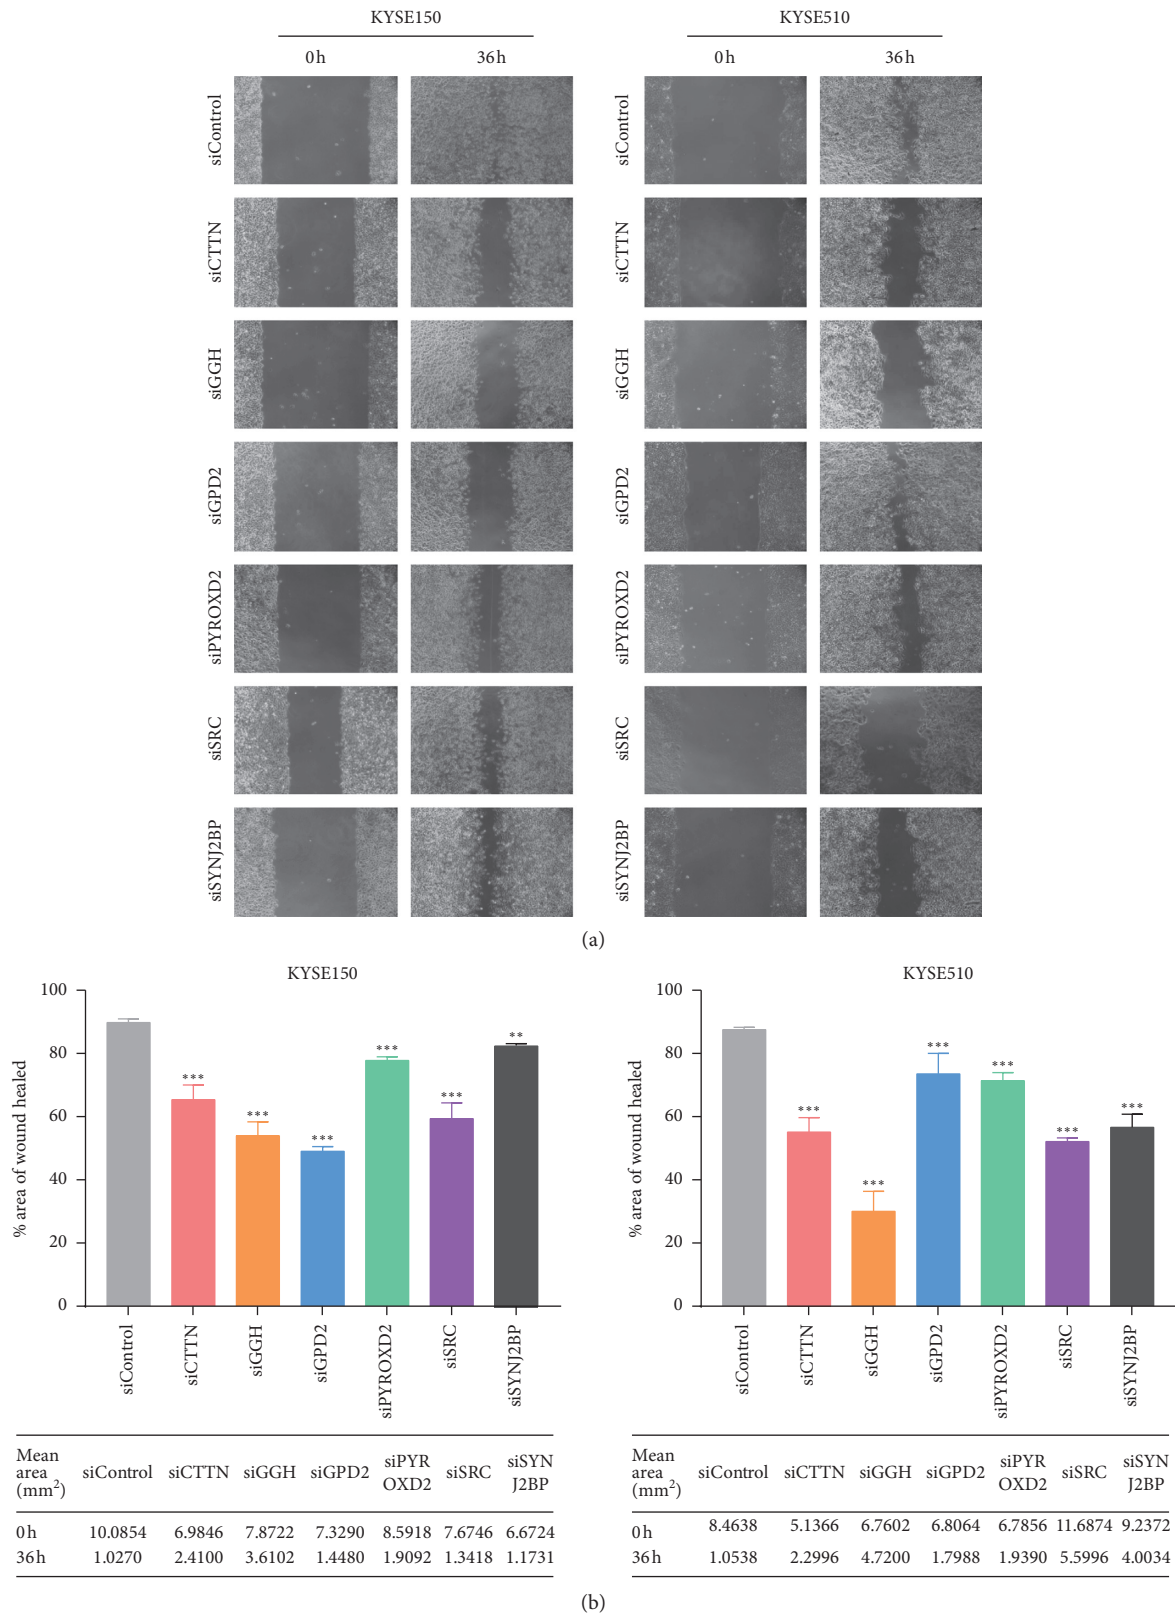 KYSE150 KYSE510
0h 36h 0h 36h
siControl siControl
siCTTN siCTTN
siGGH siGGH
siGPD2 siGPD2
siPYROXD2 siPYROXD2
siSRC siSRC
siSYNJ2BP siSYNJ2BP
(a)
KYSE150
% area of wound healed
100
80
60
40
20
0
***
***
***
***
***
**
siControl
siCTTN
siGGH
siGPD2
siPYROXD2
siSRC
siSYNJ2BP
KYSE510
% area of wound healed
100
80
60
40
20
0
***
***
***
***
***
***
siControl
siCTTN
siGGH
siGPD2
siPYROXD2
siSRC
siSYNJ2BP
Mean area (mm²) siControl siCTTN siGGH siGPD2 siPYR OXD2 siSRC siSYN J2BP
0h 10.0854 6.9846 7.8722 7.3290 8.5918 7.6746 6.6724
36h 1.0270 2.4100 3.6102 1.4480 1.9092 1.3418 1.1731
Mean area (mm²) siControl siCTTN siGGH siGPD2 siPYR OXD2 siSRC siSYN J2BP
0h 8.4638 5.1366 6.7602 6.8064 6.7856 11.6874 9.2372
36h 1.0538 2.2996 4.7200 1.7988 1.9390 5.5996 4.0034
(b)